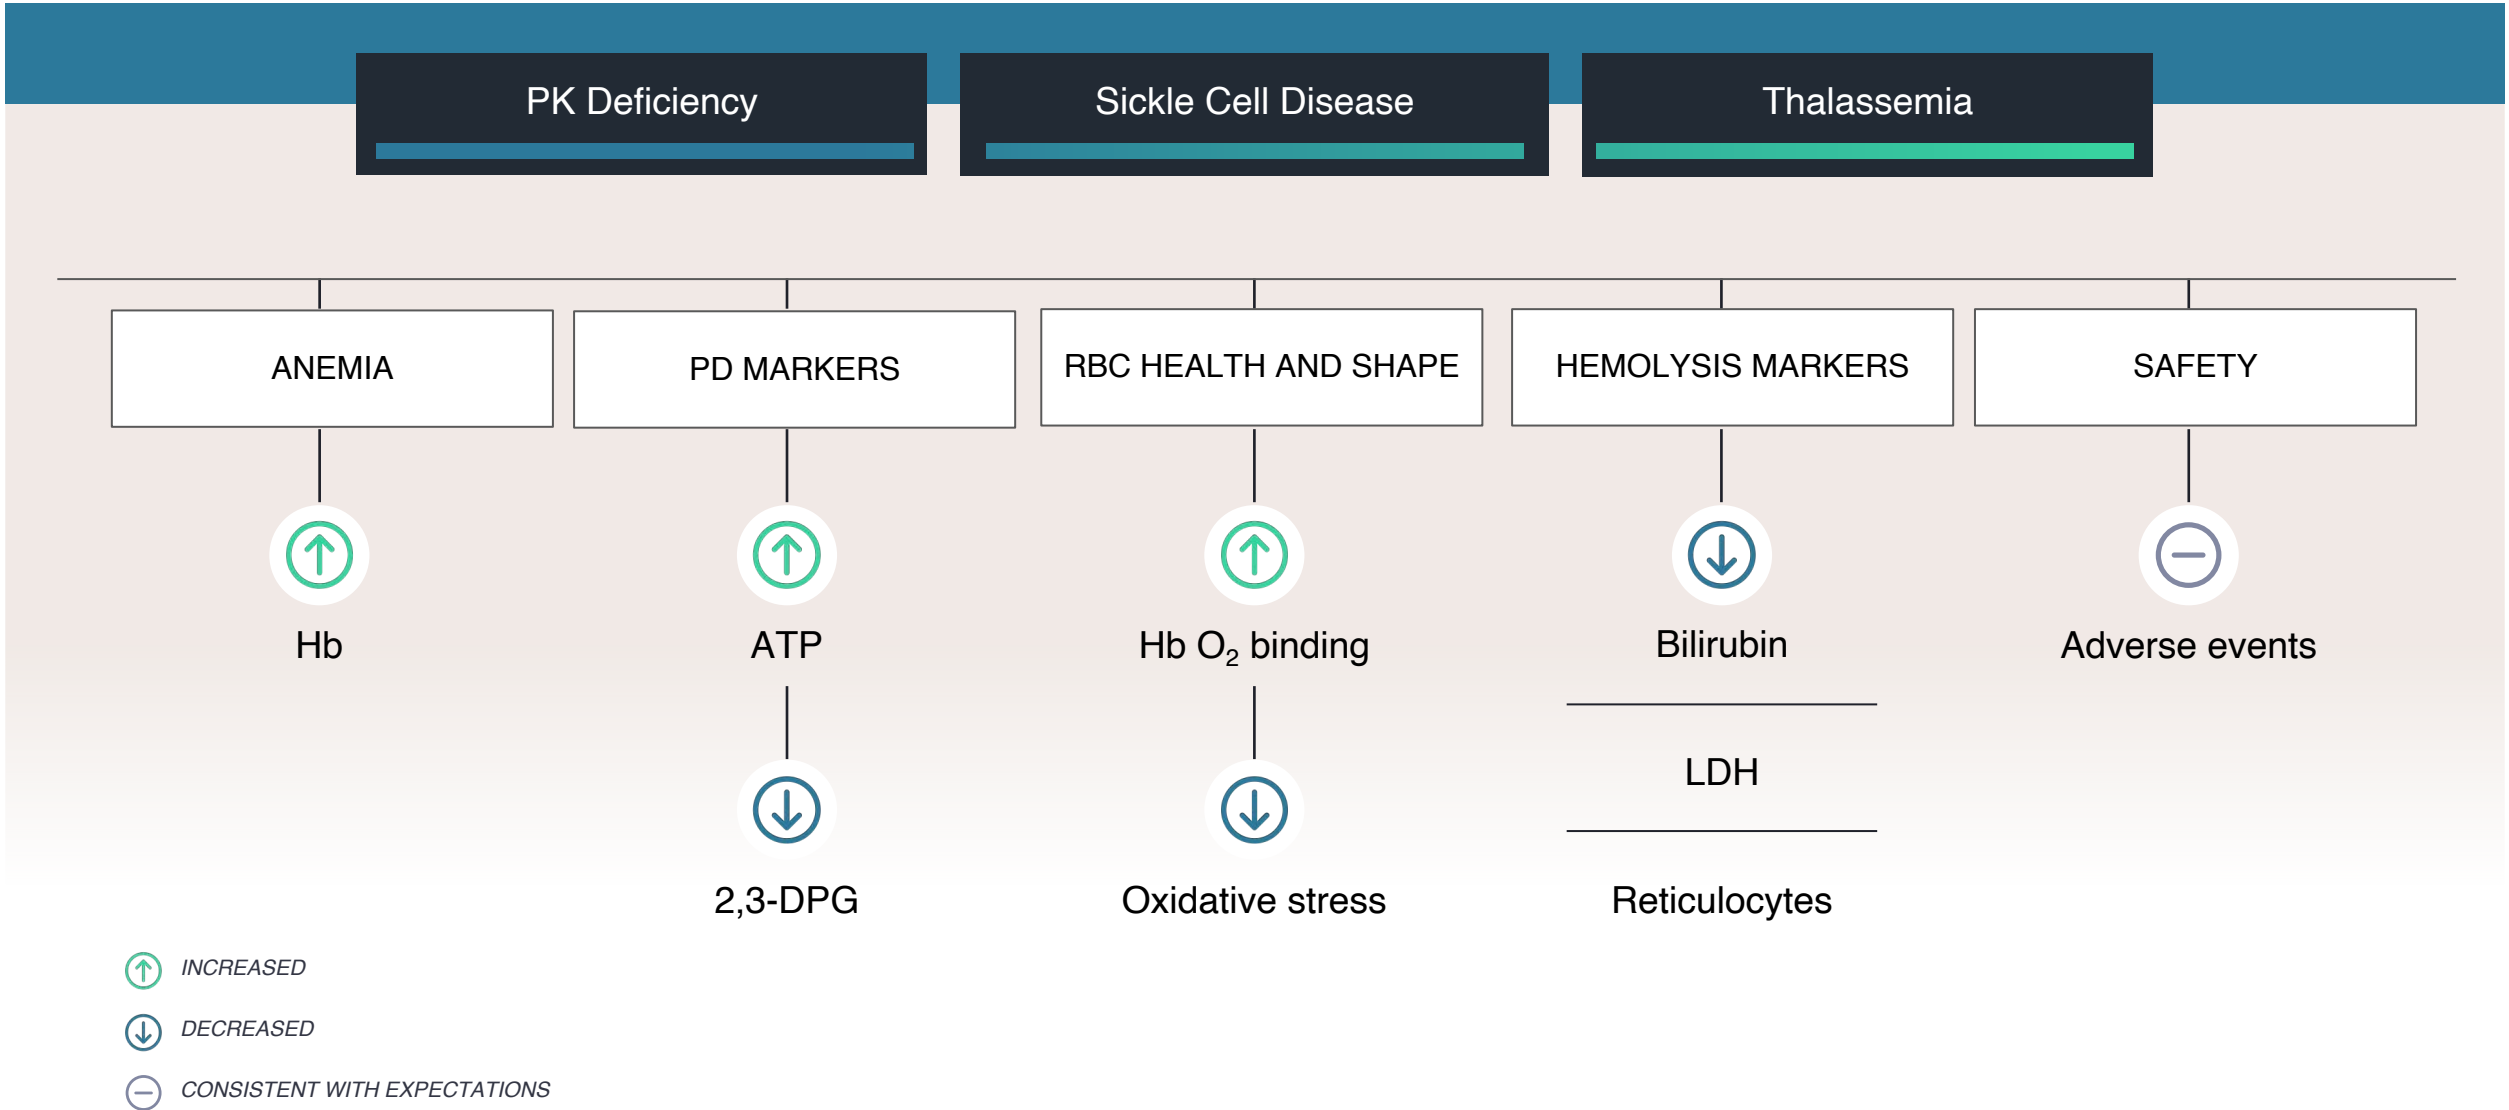 PK Deficiency
Sickle Cell Disease
Thalassemia
ANEMIA
PD MARKERS
RBC HEALTH AND SHAPE
HEMOLYSIS MARKERS
SAFETY
Hb
ATP
Hb O₂ binding
Bilirubin
Adverse events
LDH
2,3-DPG
Oxidative stress
Reticulocytes
INCREASED
DECREASED
CONSISTENT WITH EXPECTATIONS